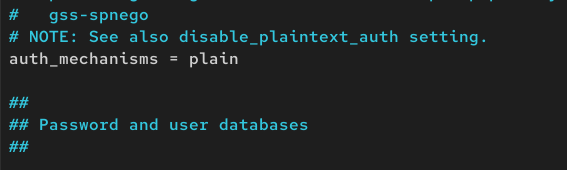 #   gss-spnego
# NOTE: See also disable_plaintext_auth setting.
auth_mechanisms = plain
##
## Password and user databases
##